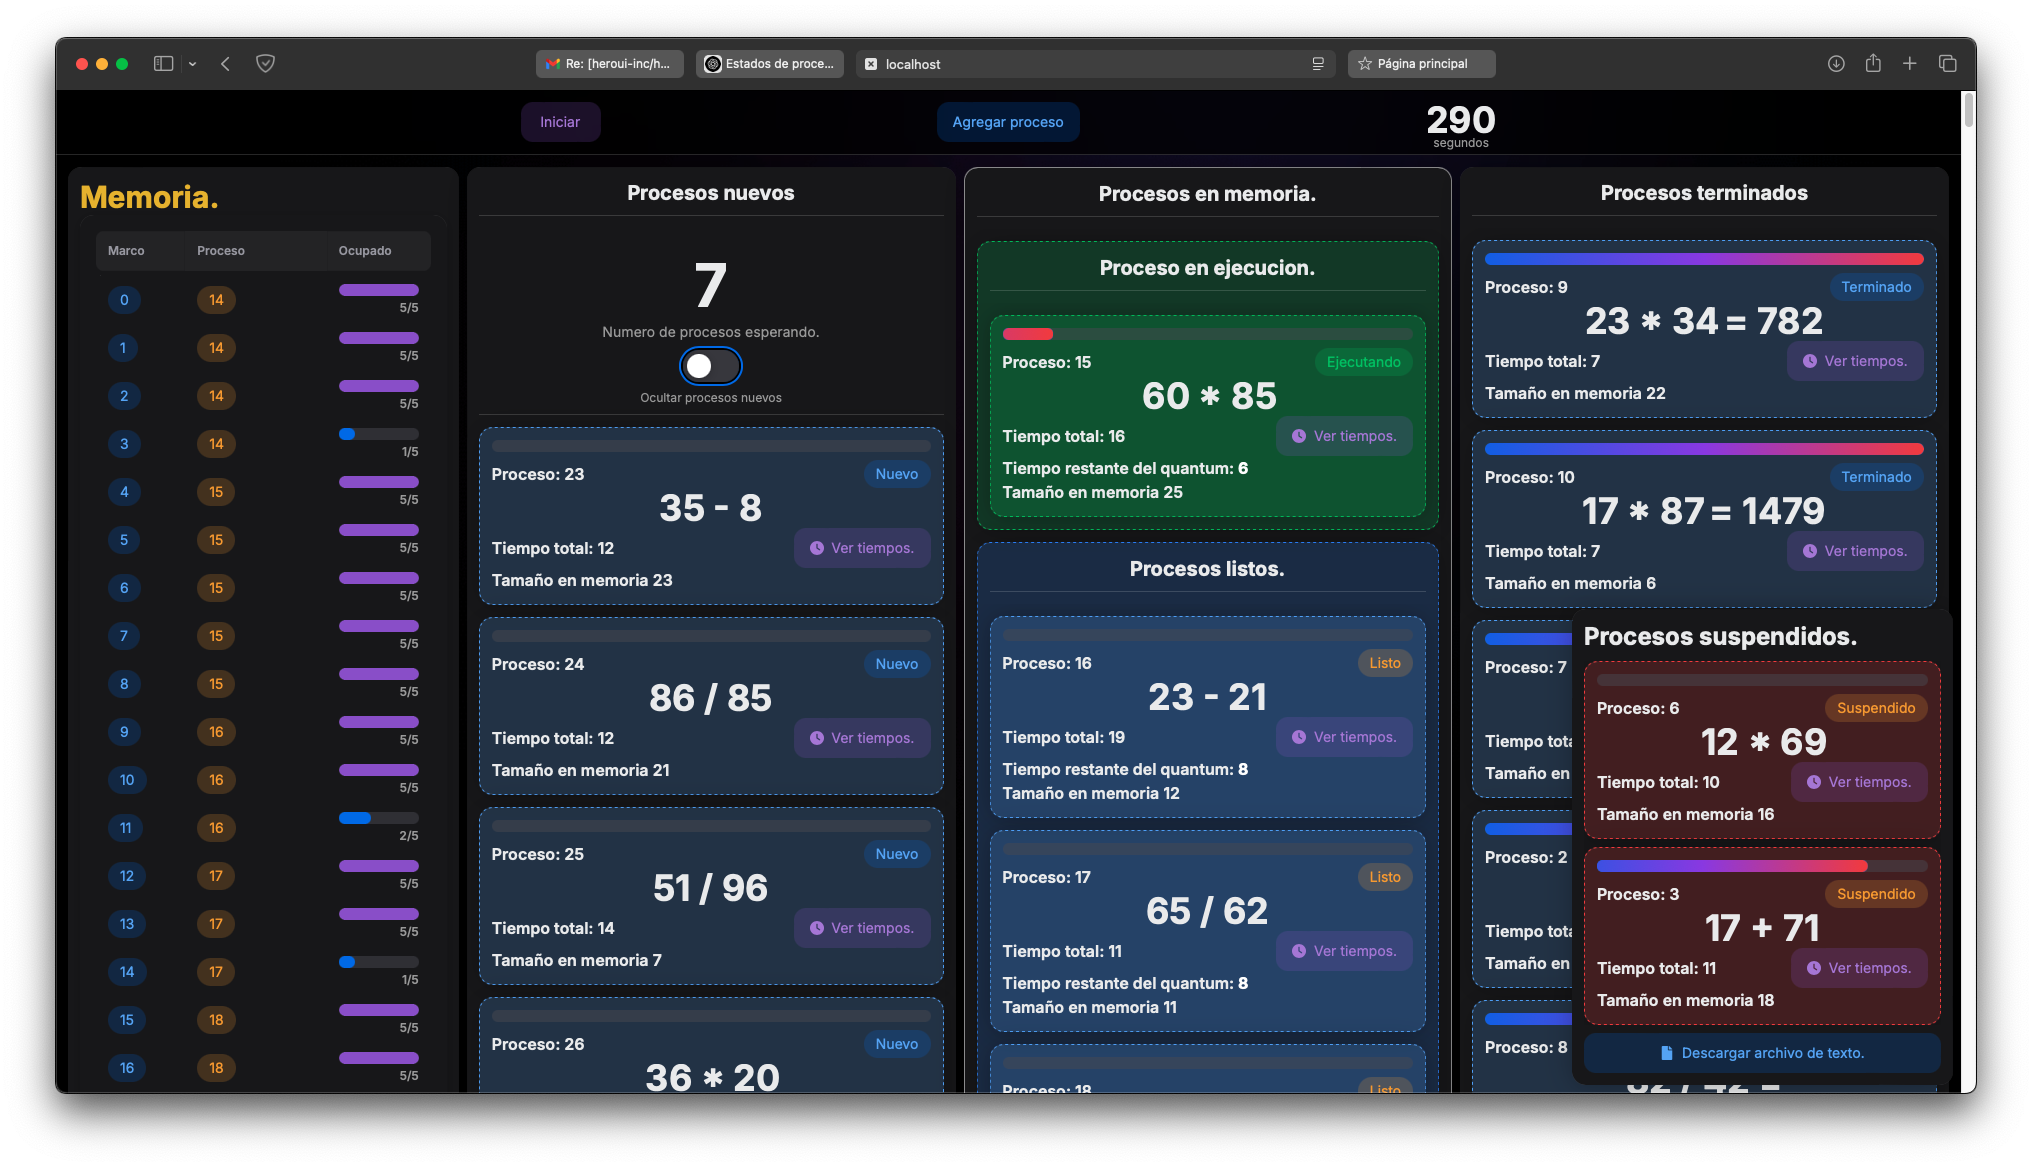 Re: [heroui-inc/h...
Estados de proce...
localhost
Página principal
Iniciar
Agregar proceso
290
segundos
Memoria.
Marco Proceso Ocupado
0 14 5/5
1 14 5/5
2 14 5/5
3 14 1/5
4 15 5/5
5 15 5/5
6 15 5/5
7 15 5/5
8 15 5/5
9 16 5/5
10 16 5/5
11 16 2/5
12 17 5/5
13 17 5/5
14 17 1/5
15 18 5/5
16 18 5/5
Procesos nuevos
7
Numero de procesos esperando.
Ocultar procesos nuevos
Proceso: 23 Nuevo
35 - 8
Tiempo total: 12 Ver tiempos.
Tamaño en memoria 23
Proceso: 24 Nuevo
86 / 85
Tiempo total: 12 Ver tiempos.
Tamaño en memoria 21
Proceso: 25 Nuevo
51 / 96
Tiempo total: 14 Ver tiempos.
Tamaño en memoria 7
Proceso: 26 Nuevo
36 * 20
Procesos en memoria.
Proceso en ejecucion.
Proceso: 15 Ejecutando
60 * 85
Tiempo total: 16 Ver tiempos.
Tiempo restante del quantum: 6
Tamaño en memoria 25
Procesos listos.
Proceso: 16 Listo
23 - 21
Tiempo total: 19 Ver tiempos.
Tiempo restante del quantum: 8
Tamaño en memoria 12
Proceso: 17 Listo
65 / 62
Tiempo total: 11 Ver tiempos.
Tiempo restante del quantum: 8
Tamaño en memoria 11
Proceso: 18 Listo
Procesos terminados
Proceso: 9 Terminado
23 * 34 = 782
Tiempo total: 7 Ver tiempos.
Tamaño en memoria 22
Proceso: 10 Terminado
17 * 87 = 1479
Tiempo total: 7 Ver tiempos.
Tamaño en memoria 6
Proceso: 7
Tiempo tota
Tamaño en
Proceso: 2
Tiempo tota
Tamaño en
Proceso: 8
Procesos suspendidos.
Proceso: 6 Suspendido
12 * 69
Tiempo total: 10 Ver tiempos.
Tamaño en memoria 16
Proceso: 3 Suspendido
17 + 71
Tiempo total: 11 Ver tiempos.
Tamaño en memoria 18
Descargar archivo de texto.